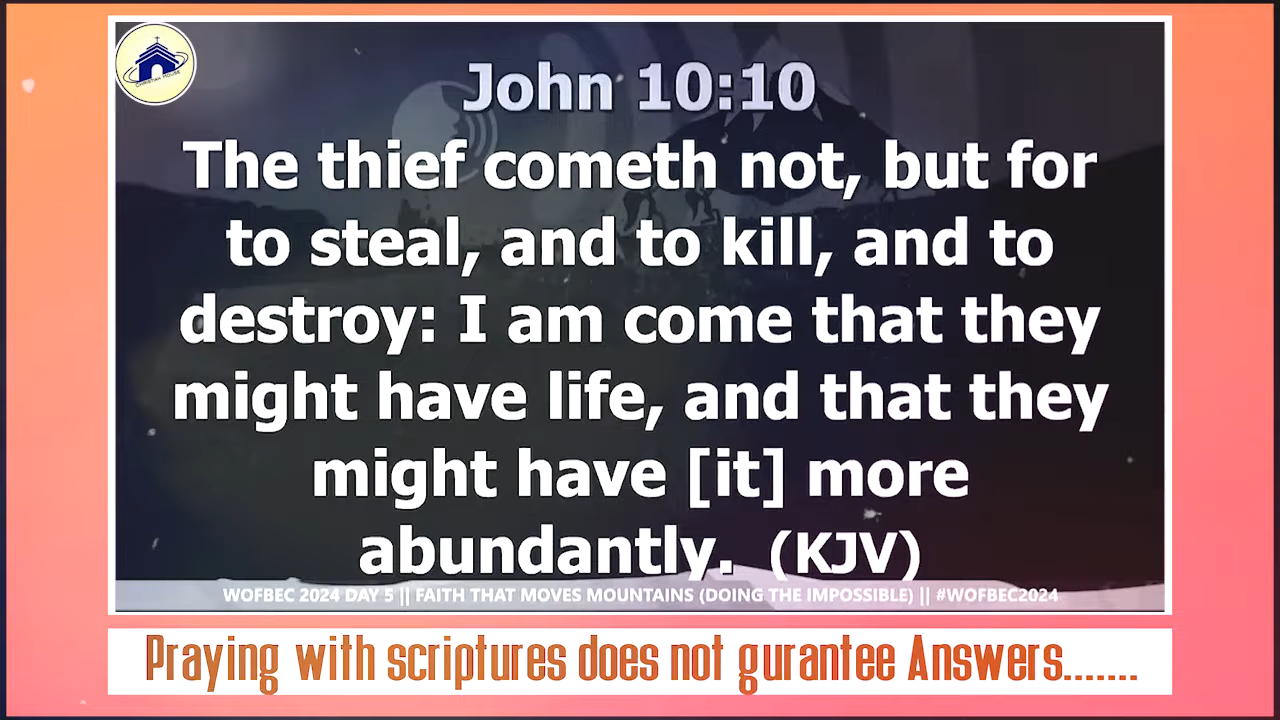 CHRISTIAN HOUSE
John 10:10
The thief cometh not, but for
to steal, and to kill, and to
destroy: I am come that they
might have life, and that they
might have [it] more
abundantly. (KJV)
WOFBEC 2024 DAY 5 || FAITH THAT MOVES MOUNTAINS (DOING THE IMPOSSIBLE) || #WOFBEC2024
Praying with scriptures does not gurantee Answers.......